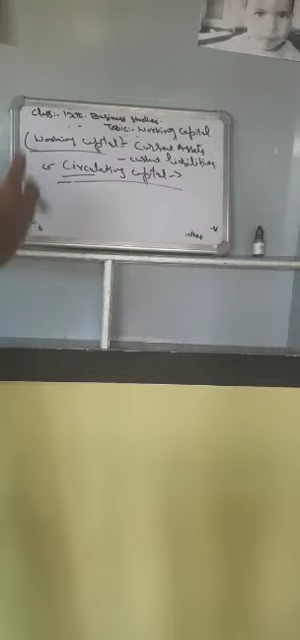 Class:- 12th Business studies.
Topic:- Working Capital
(Working Capital)- Current Assets
- current liabilities
or Circulating capital ->